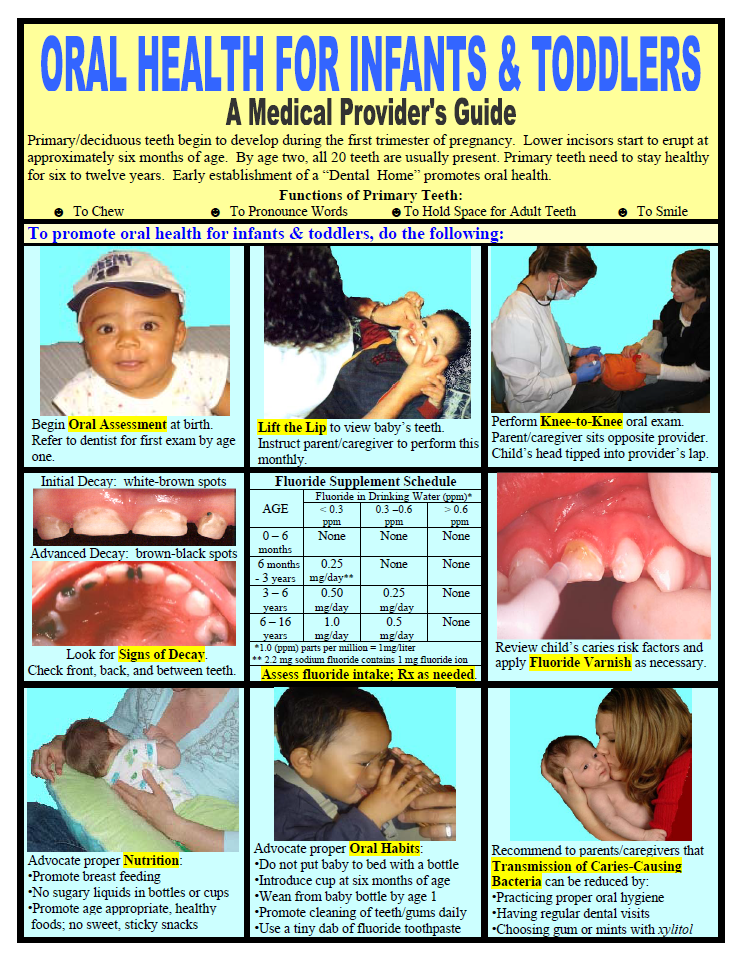 ORAL HEALTH FOR INFANTS & TODDLERS
A Medical Provider's Guide
Primary/deciduous teeth begin to develop during the first trimester of pregnancy. Lower incisors start to erupt at
approximately six months of age. By age two, all 20 teeth are usually present. Primary teeth need to stay healthy
for six to twelve years. Early establishment of a “Dental Home” promotes oral health.
Functions of Primary Teeth:
☻ To Chew ☻ To Pronounce Words ☻To Hold Space for Adult Teeth ☻ To Smile
To promote oral health for infants & toddlers, do the following:
Begin Oral Assessment at birth.
Refer to dentist for first exam by age
one.
Lift the Lip to view baby’s teeth.
Instruct parent/caregiver to perform this
monthly.
Perform Knee-to-Knee oral exam.
Parent/caregiver sits opposite provider.
Child’s head tipped into provider’s lap.
Initial Decay: white-brown spots
Advanced Decay: brown-black spots
Look for Signs of Decay.
Check front, back, and between teeth.
Fluoride Supplement Schedule
AGE Fluoride in Drinking Water (ppm)*
< 0.3 ppm 0.3 –0.6 ppm > 0.6 ppm
0 – 6 months None None None
6 months - 3 years 0.25 mg/day** None None
3 – 6 years 0.50 mg/day 0.25 mg/day None
6 – 16 years 1.0 mg/day 0.5 mg/day None
*1.0 (ppm) parts per million = 1mg/liter
** 2.2 mg sodium fluoride contains 1 mg fluoride ion
Assess fluoride intake; Rx as needed.
Review child’s caries risk factors and
apply Fluoride Varnish as necessary.
Advocate proper Nutrition:
•Promote breast feeding
•No sugary liquids in bottles or cups
•Promote age appropriate, healthy
foods; no sweet, sticky snacks
Advocate proper Oral Habits:
•Do not put baby to bed with a bottle
•Introduce cup at six months of age
•Wean from baby bottle by age 1
•Promote cleaning of teeth/gums daily
•Use a tiny dab of fluoride toothpaste
Recommend to parents/caregivers that
Transmission of Caries-Causing
Bacteria can be reduced by:
•Practicing proper oral hygiene
•Having regular dental visits
•Choosing gum or mints with xylitol